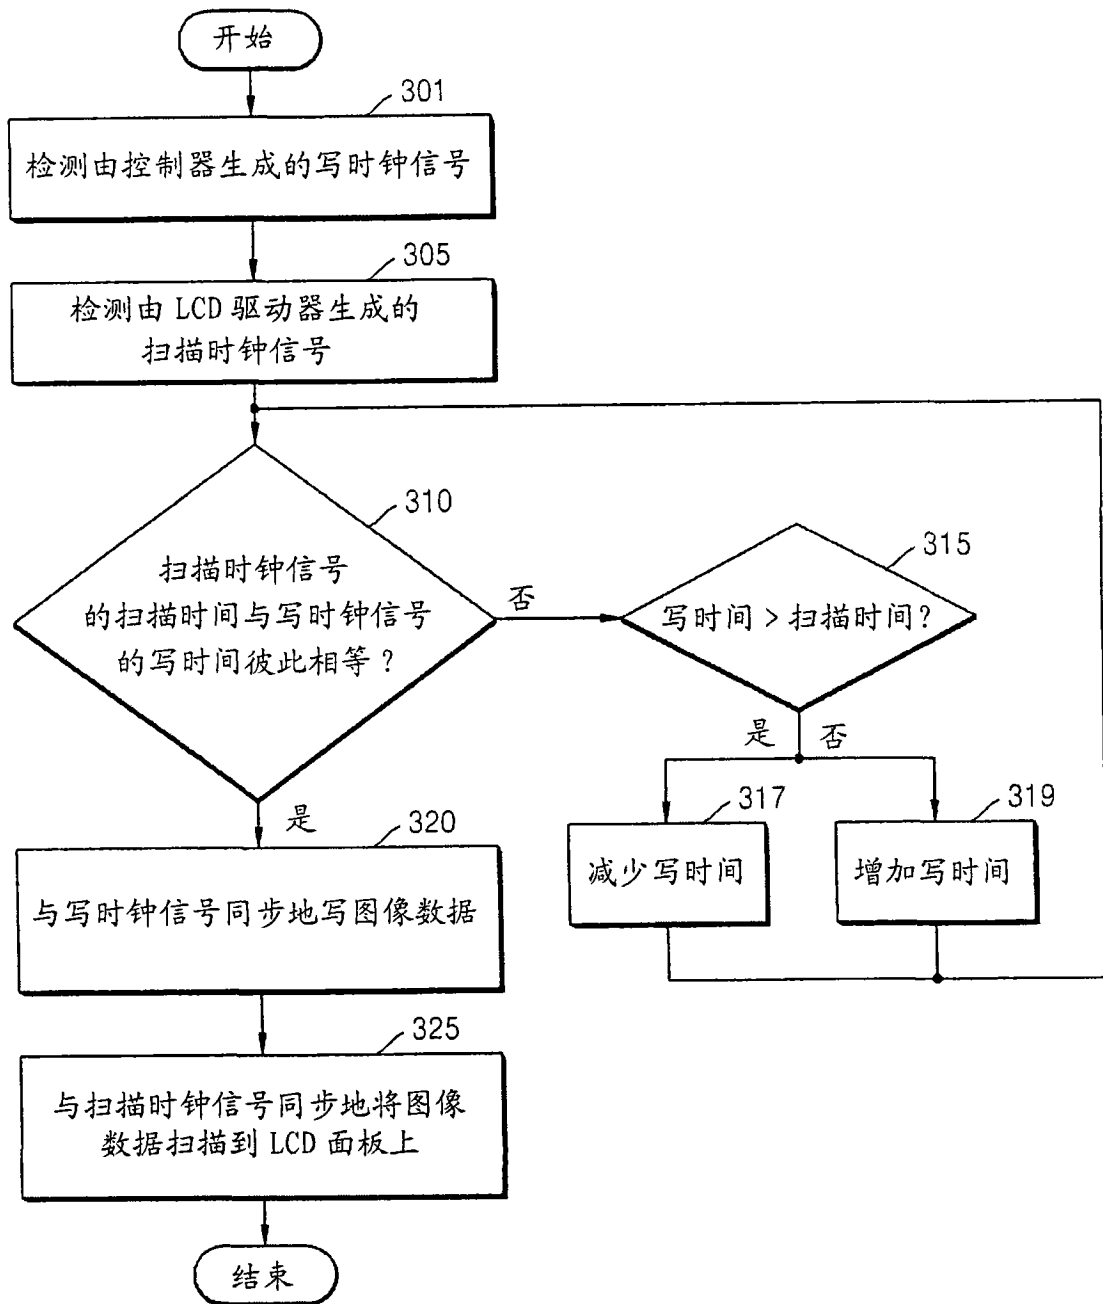 开始
301
检测由控制器生成的写时钟信号
305
检测由 LCD 驱动器生成的
扫描时钟信号
310
扫描时钟信号
的扫描时间与写时钟信号
的写时间彼此相等?
否
315
写时间 > 扫描时间?
是
否
317
减少写时间
319
增加写时间
是
320
与写时钟信号同步地写图像数据
325
与扫描时钟信号同步地将图像
数据扫描到 LCD 面板上
结束